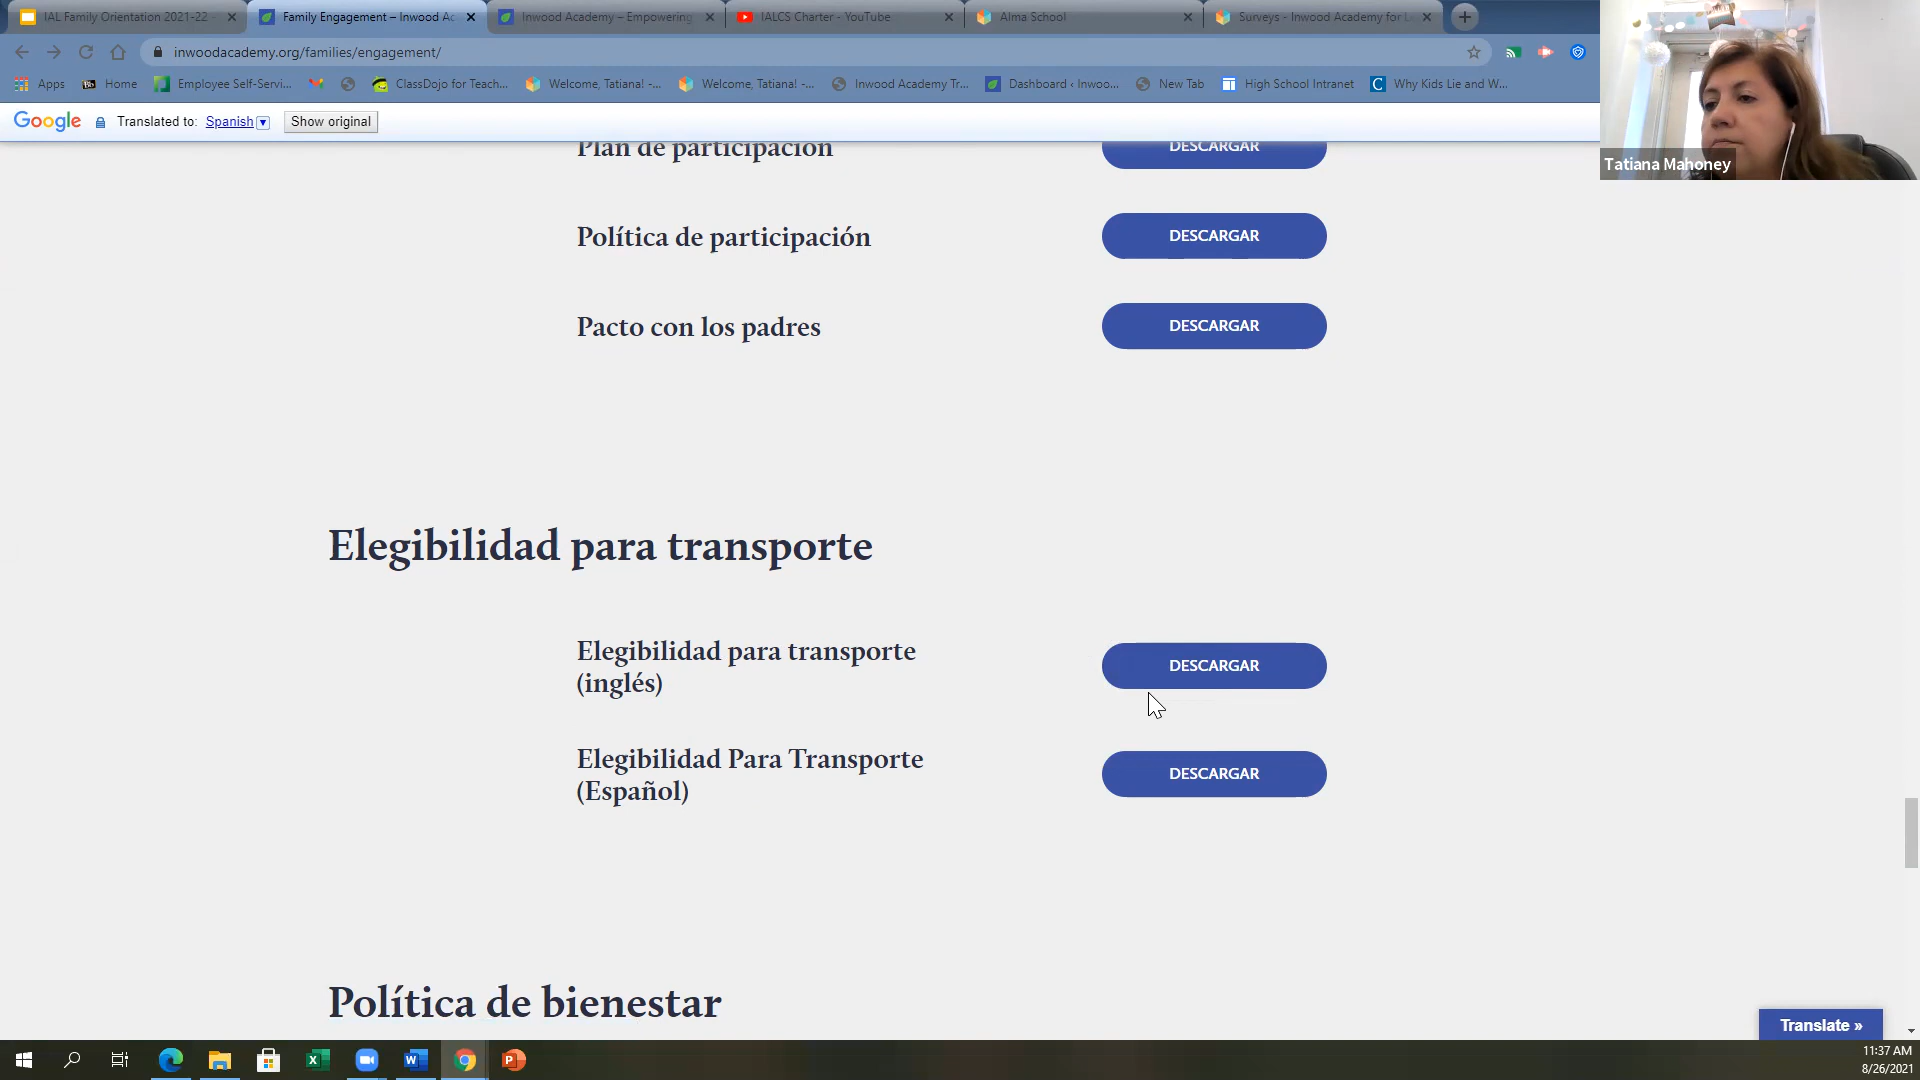 IAL Family Orientation 2021-22 -
Family Engagement – Inwood Ac
Inwood Academy – Empowering
IALCS Charter - YouTube
Alma School
Surveys - Inwood Academy for Le
inwoodacademy.org/families/engagement/
Apps
Home
Employee Self-Servi...
ClassDojo for Teach...
Welcome, Tatiana! -...
Welcome, Tatiana! -...
Inwood Academy Tr...
Dashboard ‹ Inwoo...
New Tab
High School Intranet
Why Kids Lie and W...
Google
Translated to: Spanish
Show original
Tatiana Mahoney
Plan de participación
DESCARGAR
Política de participación
DESCARGAR
Pacto con los padres
DESCARGAR
Elegibilidad para transporte
Elegibilidad para transporte
(inglés)
DESCARGAR
Elegibilidad Para Transporte
(Español)
DESCARGAR
Política de bienestar
Translate »
11:37 AM
8/26/2021